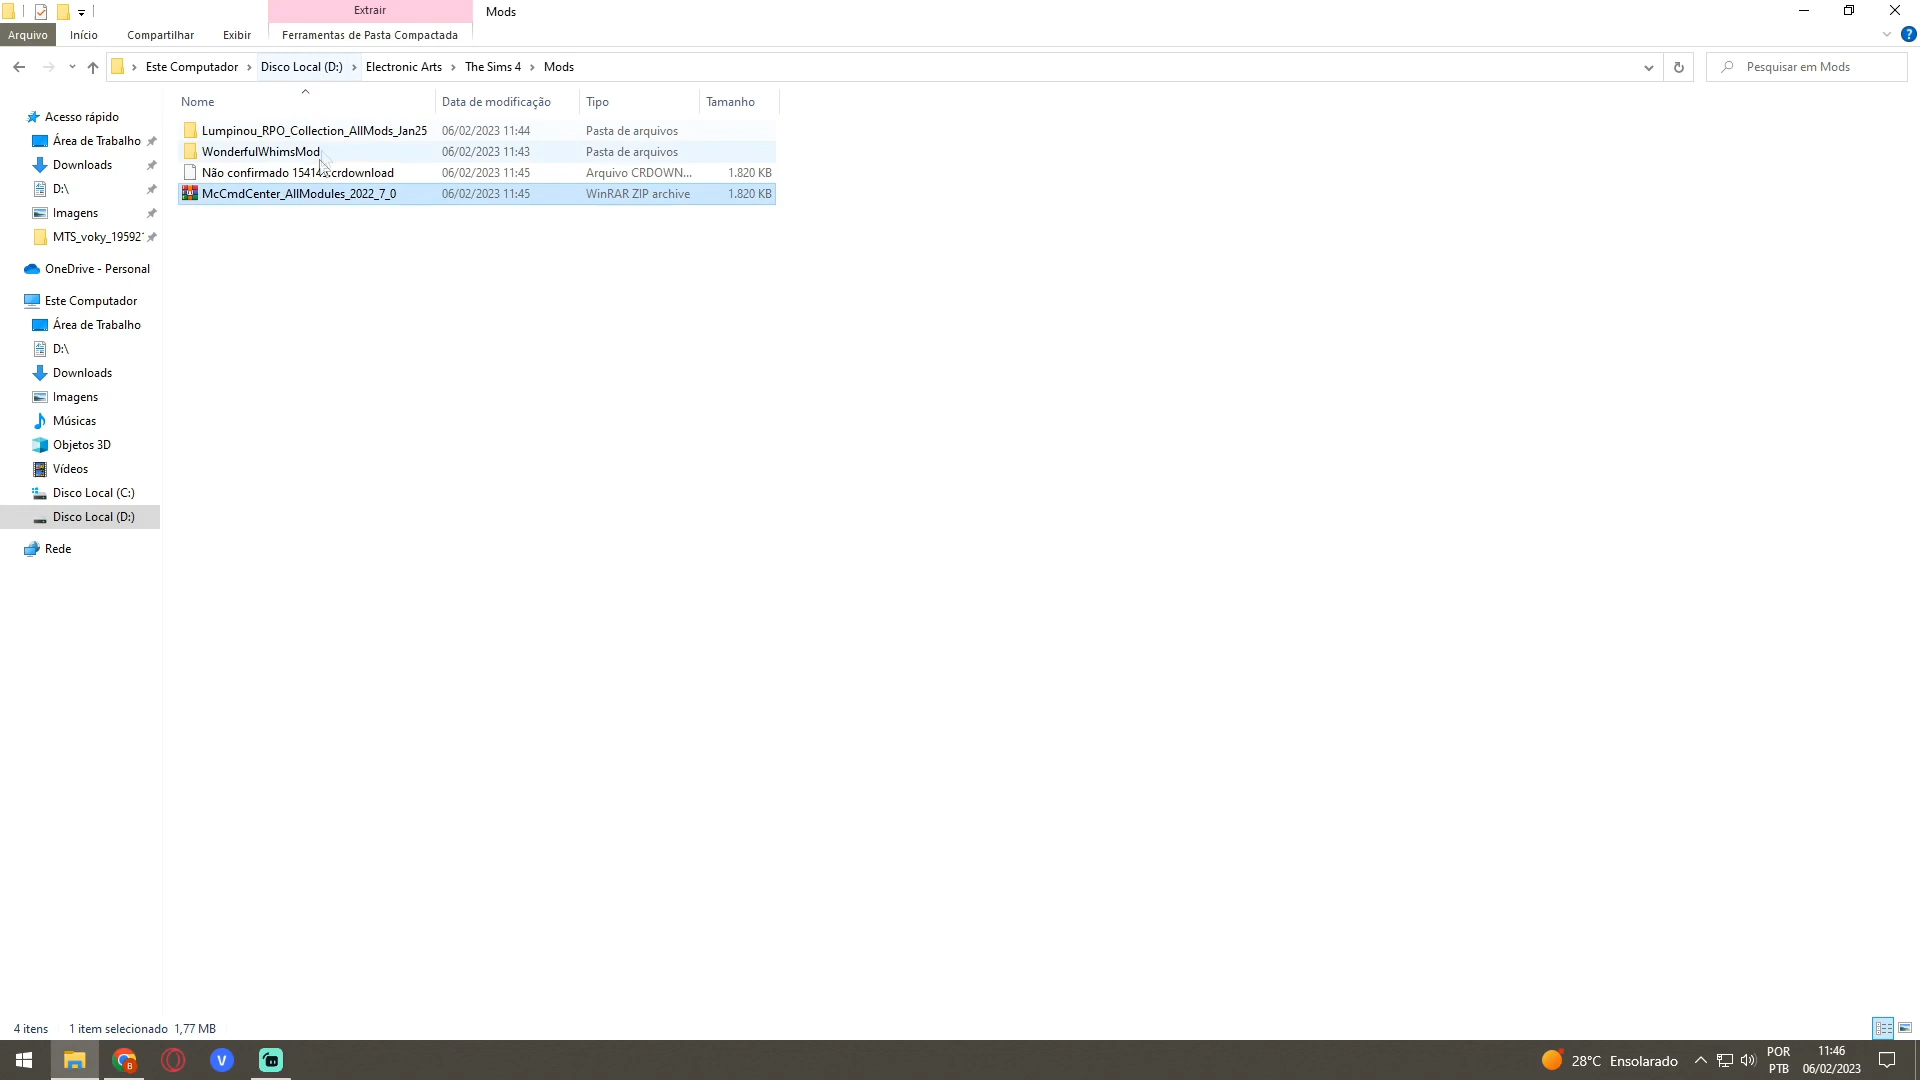 Extrair
Mods
Arquivo
Início
Compartilhar
Exibir
Ferramentas de Pasta Compactada
Este Computador
Disco Local (D:)
Electronic Arts
The Sims 4
Mods
Pesquisar em Mods
Nome
Data de modificação
Tipo
Tamanho
Lumpinou_RPO_Collection_AllMods_Jan25 06/02/2023 11:44 Pasta de arquivos
WonderfulWhimsMod 06/02/2023 11:43 Pasta de arquivos
Não confirmado crdownload 06/02/2023 11:45 Arquivo CRDOWN... 1.820 KB
McCmdCenter_AllModules_2022_7_0 06/02/2023 11:45 WinRAR ZIP archive 1.820 KB
Acesso rápido
Área de Trabalho
Downloads
D:\
Imagens
MTS_voky_19592
OneDrive - Personal
Este Computador
Área de Trabalho
D:\
Downloads
Imagens
Músicas
Objetos 3D
Vídeos
Disco Local (C:)
Disco Local (D:)
Rede
4 itens
1 item selecionado 1,77 MB
28°C Ensolarado
POR
PTB
11:46
06/02/2023